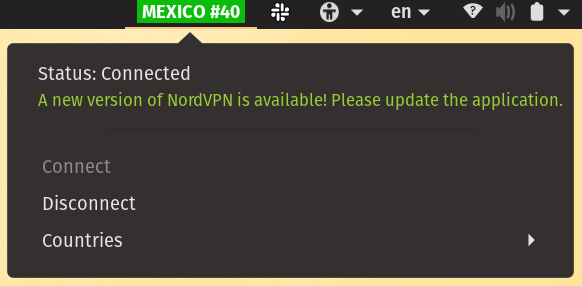 MEXICO #40
en
Status: Connected
A new version of NordVPN is available! Please update the application.
Connect
Disconnect
Countries